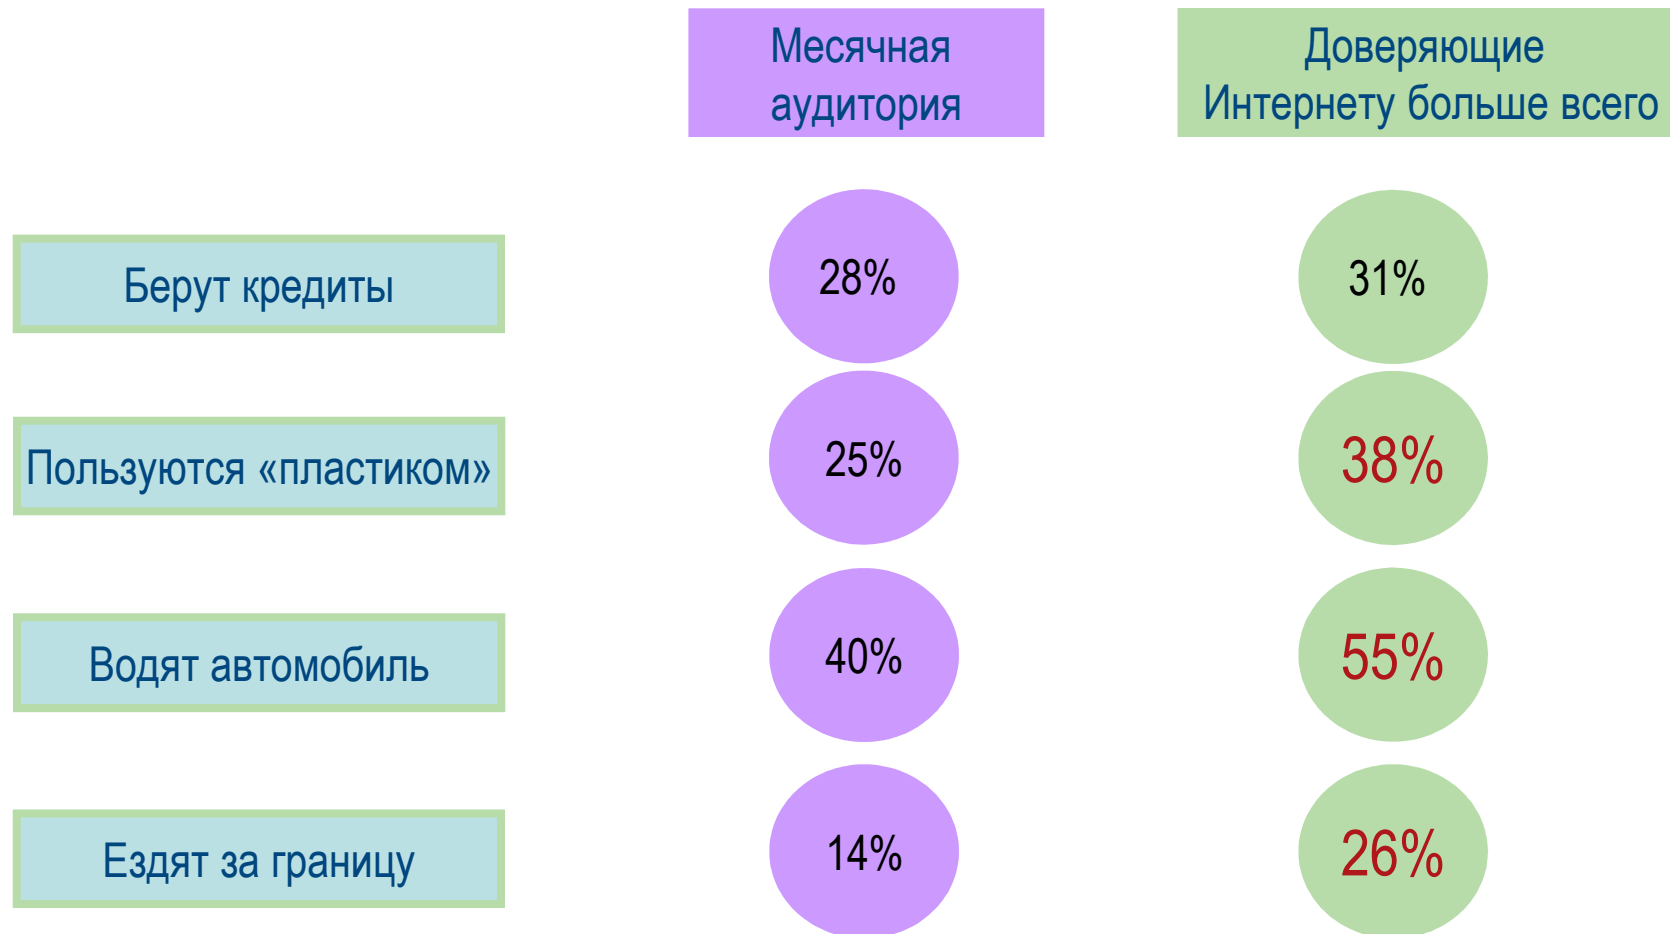 Месячная
аудитория
Доверяющие
Интернету больше всего
Берут кредиты
28%
31%
Пользуются «пластиком»
25%
38%
Водят автомобиль
40%
55%
Ездят за границу
14%
26%